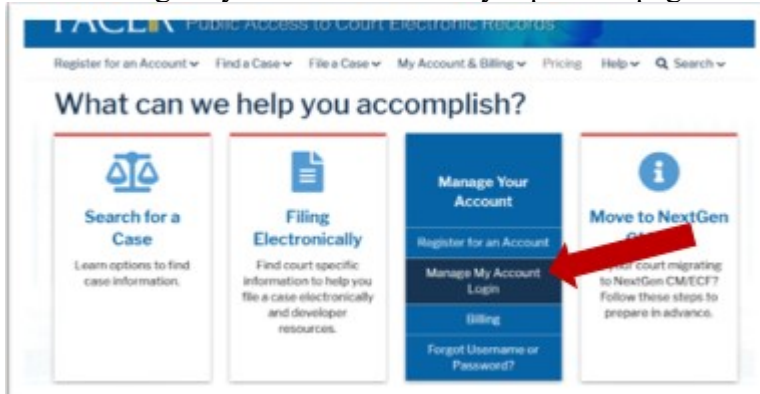 PACER Public Access to Court Electronic Records
Register for an Account Find a Case File a Case My Account & Billing Pricing Help Search
What can we help you accomplish?
Search for a
Case
Learn options to find
case information.
Filing
Electronically
Find court specific
information to help you
file a case electronically
and developer
resources.
Manage Your
Account
Register for an Account
Manage My Account
Login
Billing
Forgot Username or
Password?
Move to NextGen
court migrating
to NextGen CM/ECF?
Follow these steps to
prepare in advance.